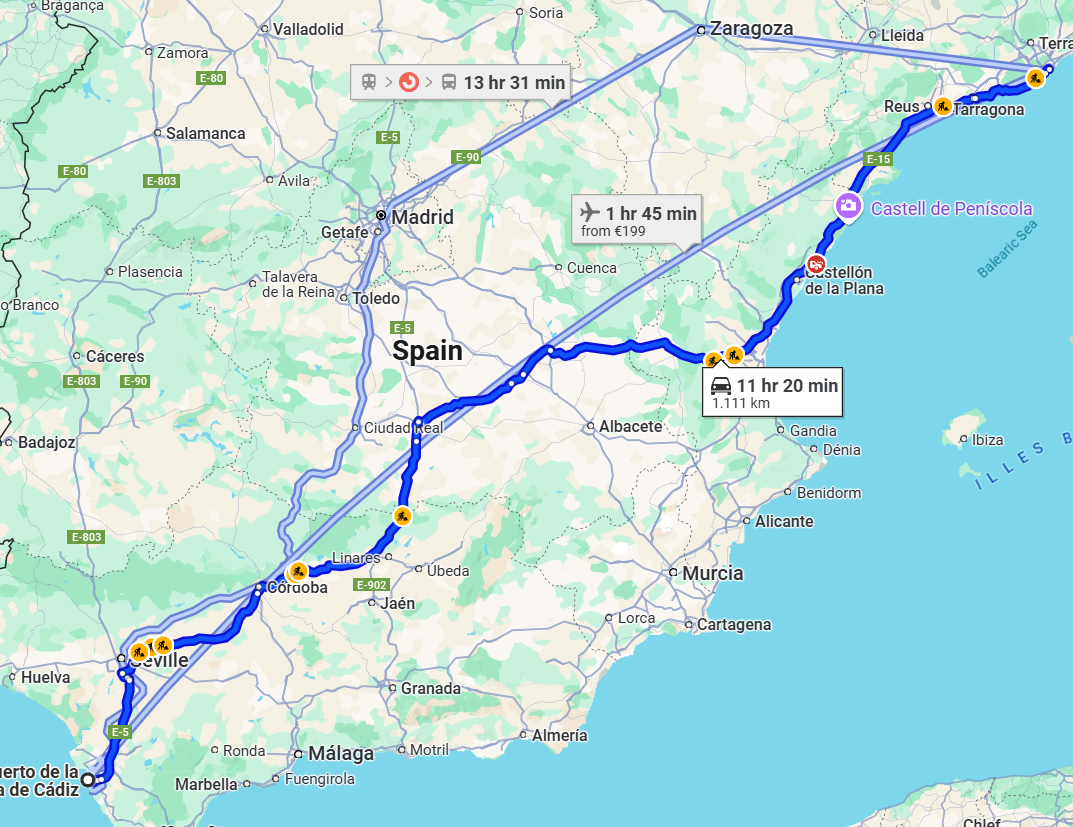 Bragança
Soria
Valladolid
Zaragoza
Lleida
Terra
Zamora
E-80
13 hr 31 min
Reus
Tarragona
Salamanca
E-5
E-90
E-15
E-80
E-803
Ávila
Madrid
Getafe
1 hr 45 min
from €199
Castell de Peníscola
Balearic Sea
Plasencia
Talavera
de la Reina
Toledo
Cuenca
Castellón
de la Plana
o Branco
E-5
Spain
Cáceres
E-803
E-90
11 hr 20 min
1.111 km
Badajoz
Ciudad Real
Albacete
Gandia
Dénia
Ibiza
ILLES B
Benidorm
Alicante
E-803
Linares
Úbeda
Córdoba
E-902
Jaén
Murcia
Lorca
Cartagena
Seville
Huelva
Granada
E-5
Ronda
Málaga
Motril
Almería
uerto de la
a de Cádiz
Marbella
Fuengirola
Chlef